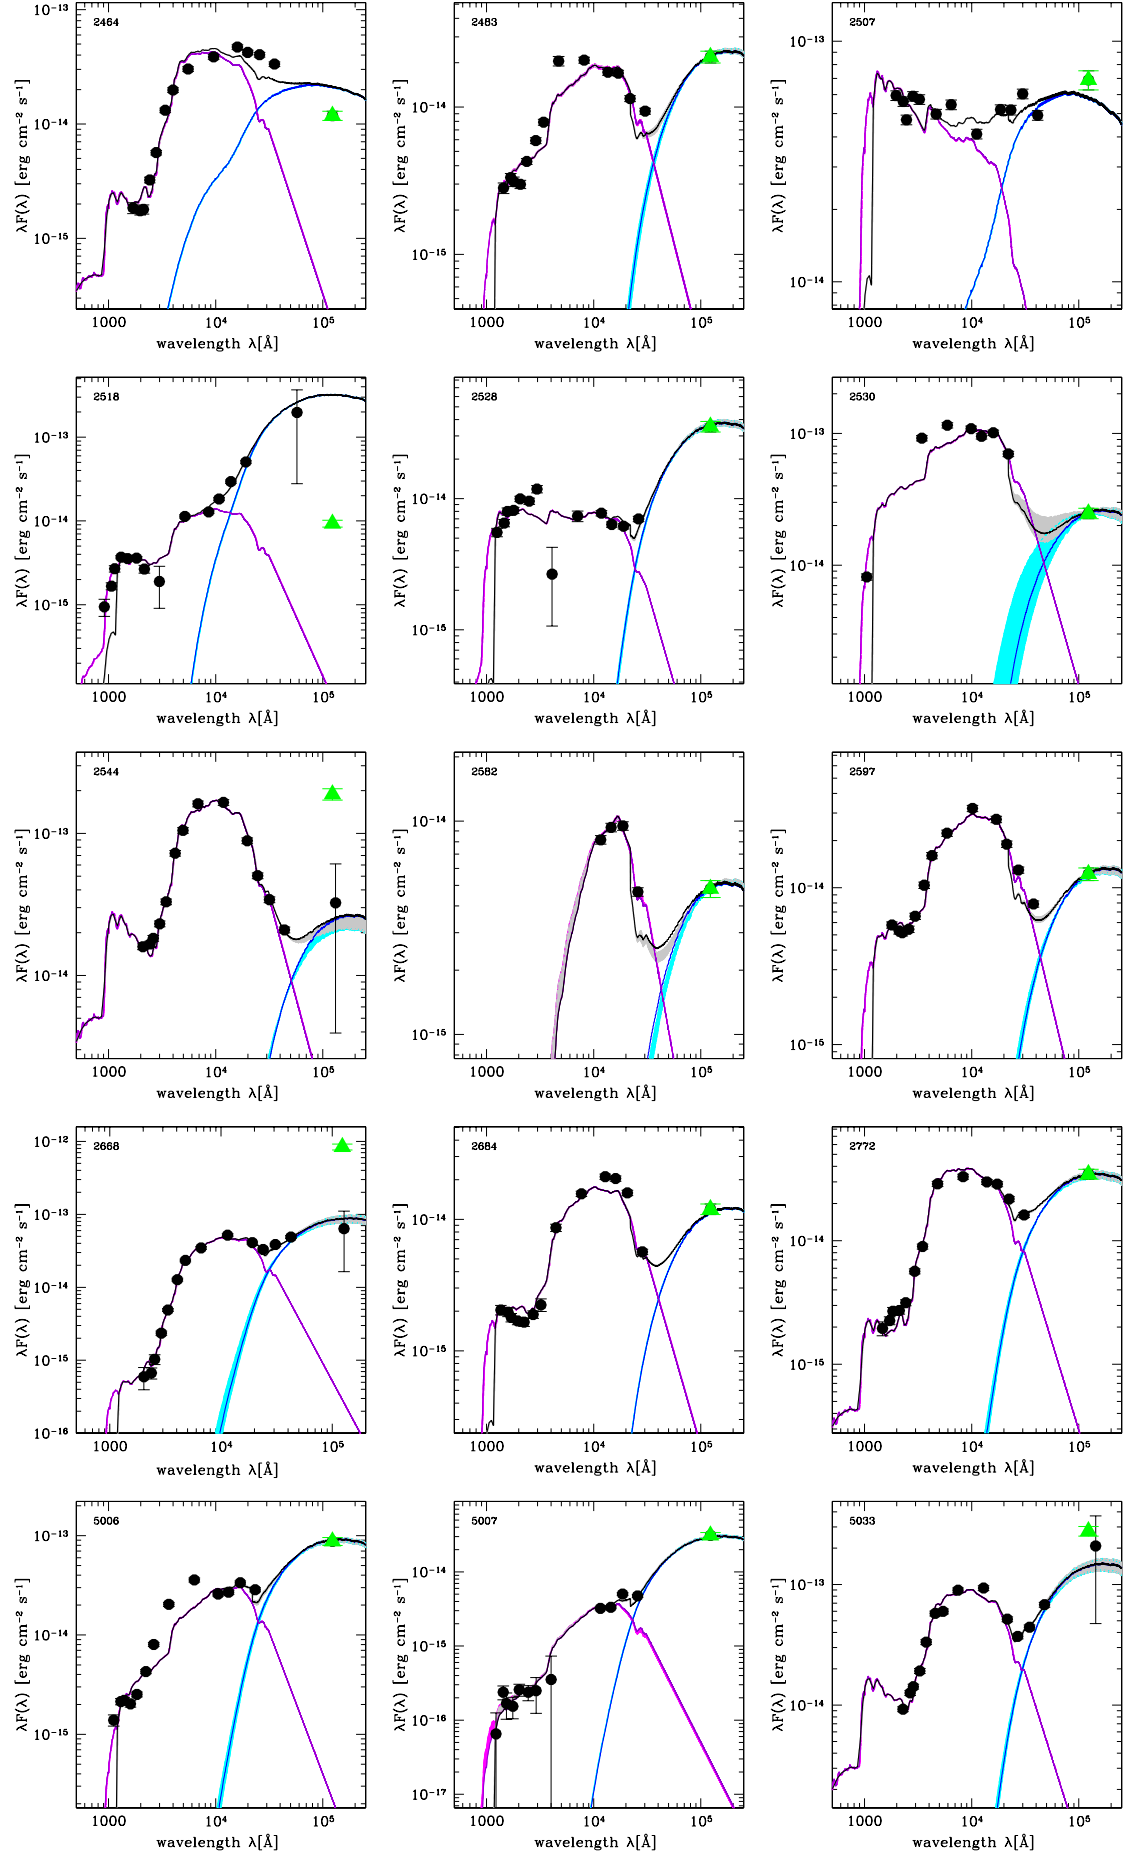 2464
10⁻¹³
10⁻¹⁴
10⁻¹⁵
λF(λ) [erg cm⁻² s⁻¹]
1000 10⁴ 10⁵
wavelength λ[Å]
2483
10⁻¹⁴
10⁻¹⁵
λF(λ) [erg cm⁻² s⁻¹]
1000 10⁴ 10⁵
wavelength λ[Å]
2507
10⁻¹³
10⁻¹⁴
λF(λ) [erg cm⁻² s⁻¹]
1000 10⁴ 10⁵
wavelength λ[Å]
2518
10⁻¹³
10⁻¹⁴
10⁻¹⁵
λF(λ) [erg cm⁻² s⁻¹]
1000 10⁴ 10⁵
wavelength λ[Å]
2528
10⁻¹⁴
10⁻¹⁵
λF(λ) [erg cm⁻² s⁻¹]
1000 10⁴ 10⁵
wavelength λ[Å]
2530
10⁻¹³
10⁻¹⁴
λF(λ) [erg cm⁻² s⁻¹]
1000 10⁴ 10⁵
wavelength λ[Å]
2544
10⁻¹³
10⁻¹⁴
λF(λ) [erg cm⁻² s⁻¹]
1000 10⁴ 10⁵
wavelength λ[Å]
2582
10⁻¹⁴
10⁻¹⁵
λF(λ) [erg cm⁻² s⁻¹]
1000 10⁴ 10⁵
wavelength λ[Å]
2597
10⁻¹⁴
10⁻¹⁵
λF(λ) [erg cm⁻² s⁻¹]
1000 10⁴ 10⁵
wavelength λ[Å]
2668
10⁻¹²
10⁻¹³
10⁻¹⁴
10⁻¹⁵
10⁻¹⁶
λF(λ) [erg cm⁻² s⁻¹]
1000 10⁴ 10⁵
wavelength λ[Å]
2684
10⁻¹⁴
10⁻¹⁵
λF(λ) [erg cm⁻² s⁻¹]
1000 10⁴ 10⁵
wavelength λ[Å]
2772
10⁻¹⁴
10⁻¹⁵
λF(λ) [erg cm⁻² s⁻¹]
1000 10⁴ 10⁵
wavelength λ[Å]
5006
10⁻¹³
10⁻¹⁴
10⁻¹⁵
λF(λ) [erg cm⁻² s⁻¹]
1000 10⁴ 10⁵
wavelength λ[Å]
5007
10⁻¹⁴
10⁻¹⁵
10⁻¹⁶
10⁻¹⁷
λF(λ) [erg cm⁻² s⁻¹]
1000 10⁴ 10⁵
wavelength λ[Å]
5033
10⁻¹³
10⁻¹⁴
λF(λ) [erg cm⁻² s⁻¹]
1000 10⁴ 10⁵
wavelength λ[Å]